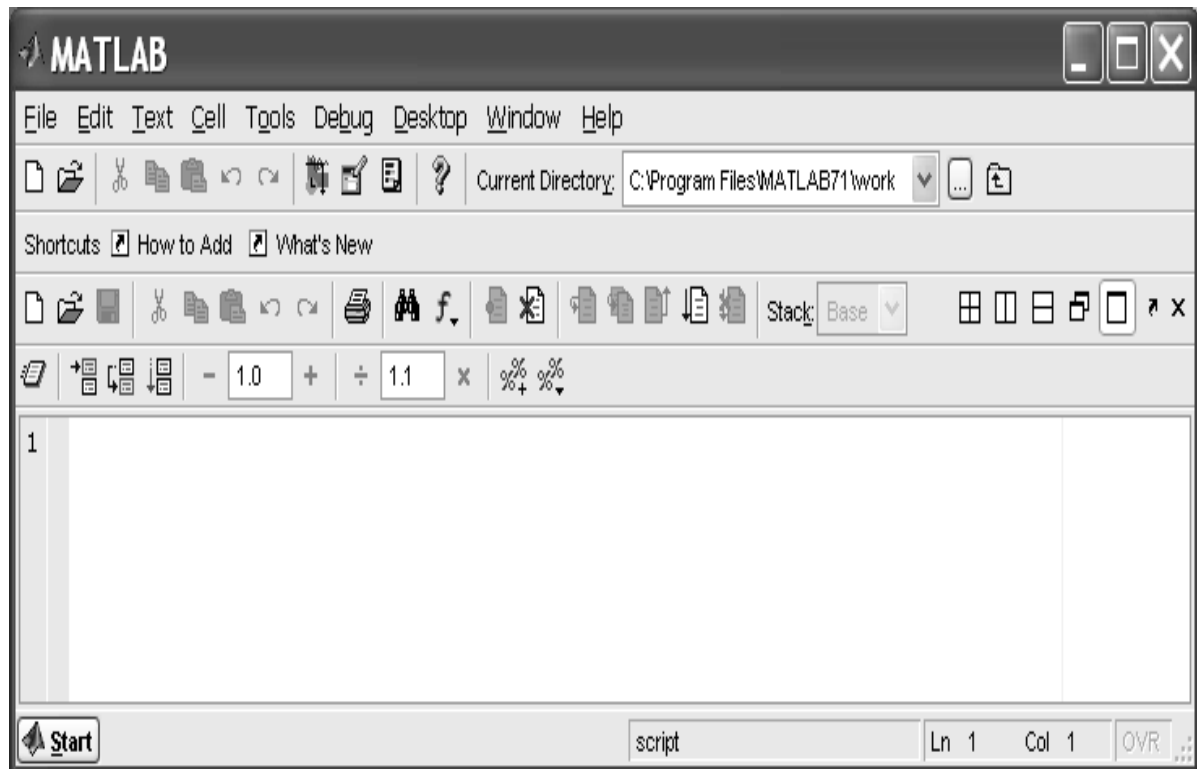 MATLAB
File Edit Text Cell Tools Debug Desktop Window Help
Current Directory: C:\Program Files\MATLAB71\work ...
Shortcuts How to Add What's New
Stack: Base
- 1.0 + ÷ 1.1 × %%+ %%
1
Start script Ln 1 Col 1 OVR